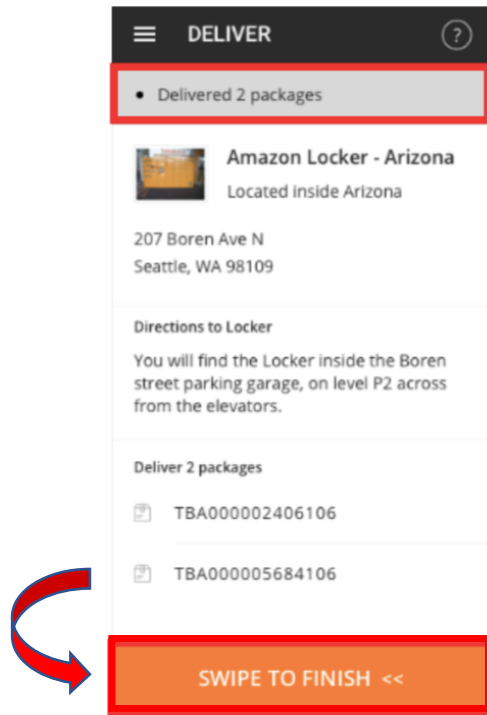 DELIVER
?
• Delivered 2 packages
Amazon Locker - Arizona
Located inside Arizona
207 Boren Ave N
Seattle, WA 98109
Directions to Locker
You will find the Locker inside the Boren
street parking garage, on level P2 across
from the elevators.
Deliver 2 packages
TBA000002406106
TBA000005684106
SWIPE TO FINISH <<